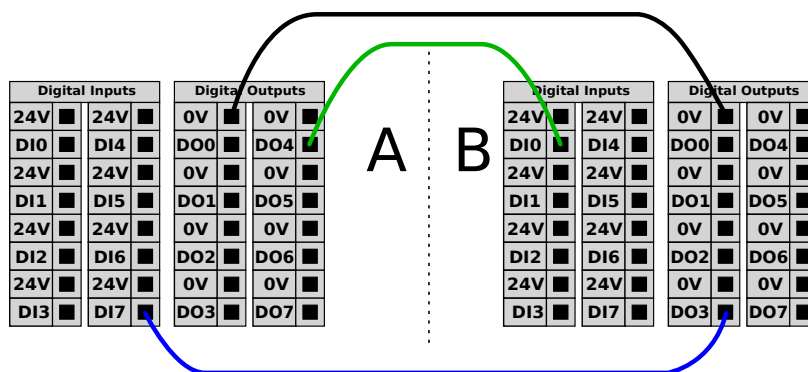 Digital Inputs Digital Outputs Digital Inputs Digital Outputs
24V 24V 0V 0V 24V 24V 0V 0V
DI0 DI4 DO0 DO4 A B DI0 DI4 DO0 DO4
24V 24V 0V 0V 24V 24V 0V 0V
DI1 DI5 DO1 DO5 DI1 DI5 DO1 DO5
24V 24V 0V 0V 24V 24V 0V 0V
DI2 DI6 DO2 DO6 DI2 DI6 DO2 DO6
24V 24V 0V 0V 24V 24V 0V 0V
DI3 DI7 DO3 DO7 DI3 DI7 DO3 DO7